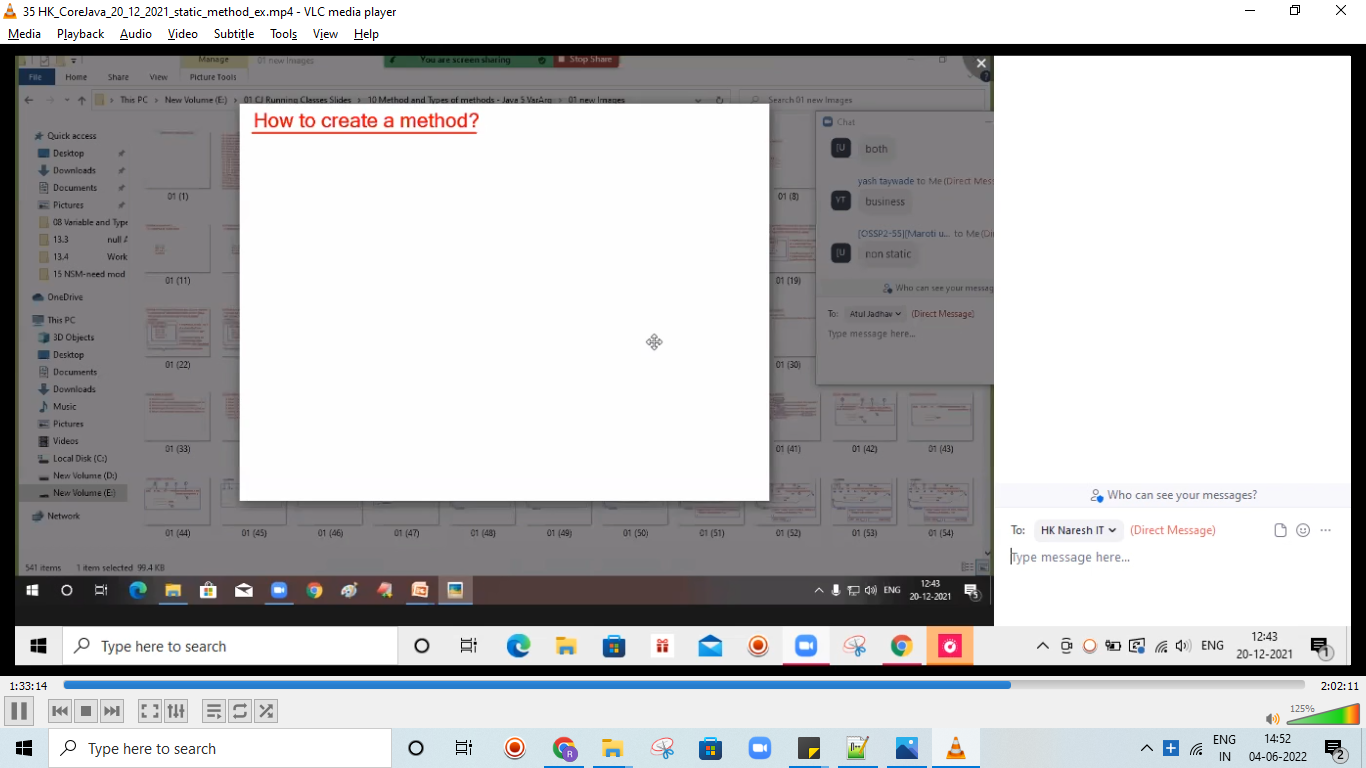 35 HK_CoreJava_20_12_2021_static_method_ex.mp4 - VLC media player
Media Playback Audio Video Subtitle Tools View Help
Manage 01 new Images You are screen sharing Stop Share
File Home Share View Picture Tools
This PC New Volume (E:) 01 CJ Running Classes Slides 10 Method and Types of methods - Java 5 VarArg 01 new Images Search 01 new Images
How to create a method?
Quick access
Desktop
Downloads
Documents
Pictures
08 Variable and Type
13.3 null
13.4 Work
15 NSM-need mod
OneDrive
This PC
3D Objects
Desktop
Documents
Downloads
Music
Pictures
Videos
Local Disk (C:)
New Volume (D:)
New Volume (E:)
Network
01 (1) 01 (8)
01 (11) 01 (19)
01 (22) 01 (30)
01 (33) 01 (41) 01 (42) 01 (43)
01 (44) 01 (45) 01 (46) 01 (47) 01 (48) 01 (49) 01 (50) 01 (51) 01 (52) 01 (53) 01 (54)
541 items 1 item selected 99.4 KB
Chat
[U both
yash taywade to Me (Direct Mes
YT business
[OSSP2-55][Maroti u... to Me (Di
[U non static
Who can see your messag
To: Atul Jadhav (Direct Message)
Type message here...
ENG 12:43
20-12-2021 5
Who can see your messages?
To: HK Naresh IT (Direct Message)
Type message here...
Type here to search ENG 12:43
20-12-2021 1
1:33:14 2:02:11
125%
Type here to search R ENG 14:52
IN 04-06-2022 2